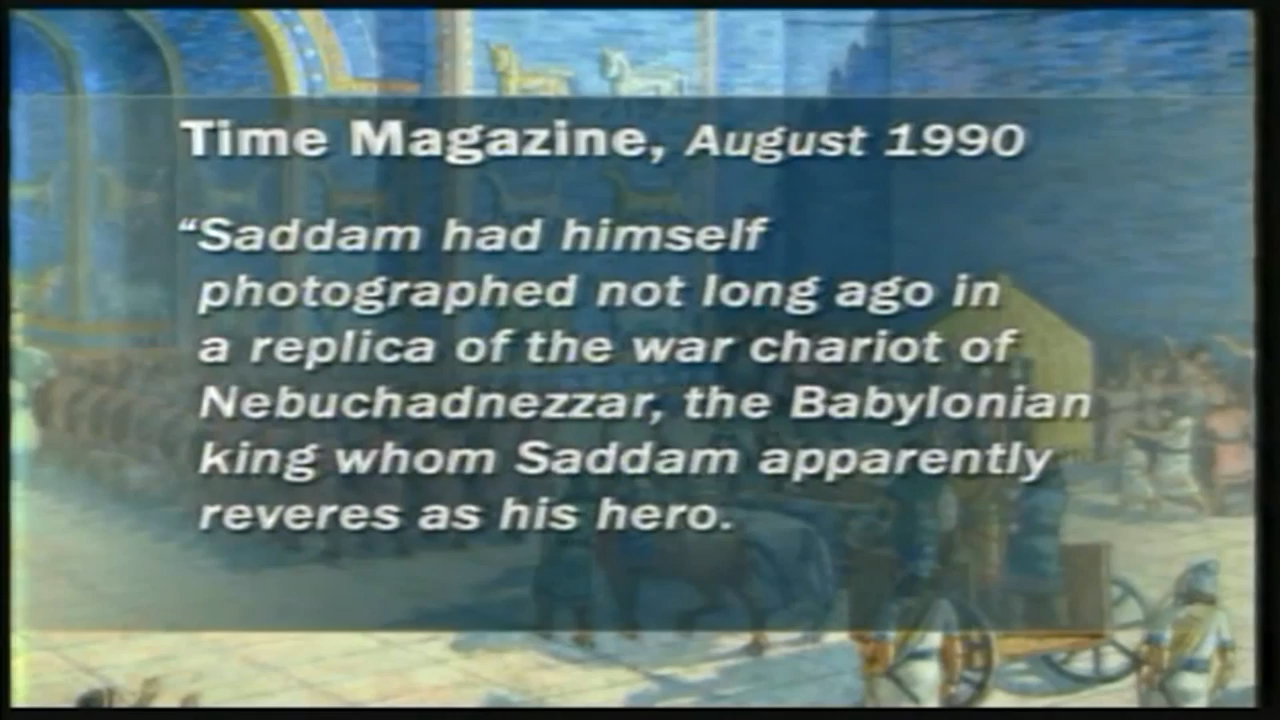 Time Magazine, August 1990
“Saddam had himself
photographed not long ago in
a replica of the war chariot of
Nebuchadnezzar, the Babylonian
king whom Saddam apparently
reveres as his hero.